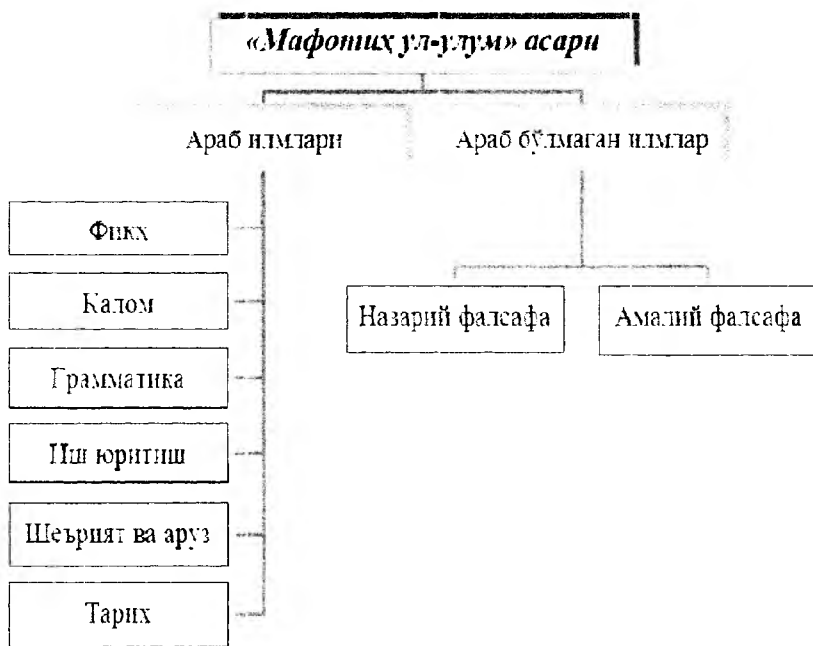 «Мафотиҳ ул-улум» асари
Араб илмлари
Араб бўлмаган илмлар
Фикх
Калом
Грамматика
Иш юритиш
Шеърият ва аруз
Тарих
Назарий фалсафа
Амалий фалсафа